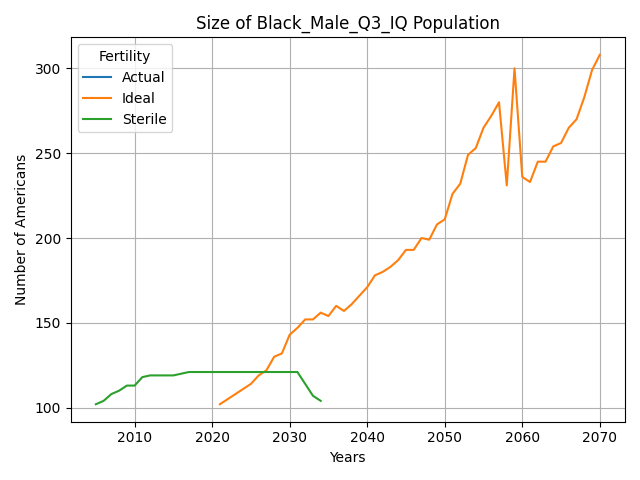 Size of Black_Male_Q3_IQ Population
Fertility
Actual
Ideal
Sterile
Number of Americans
300
250
200
150
100
2010 2020 2030 2040 2050 2060 2070
Years